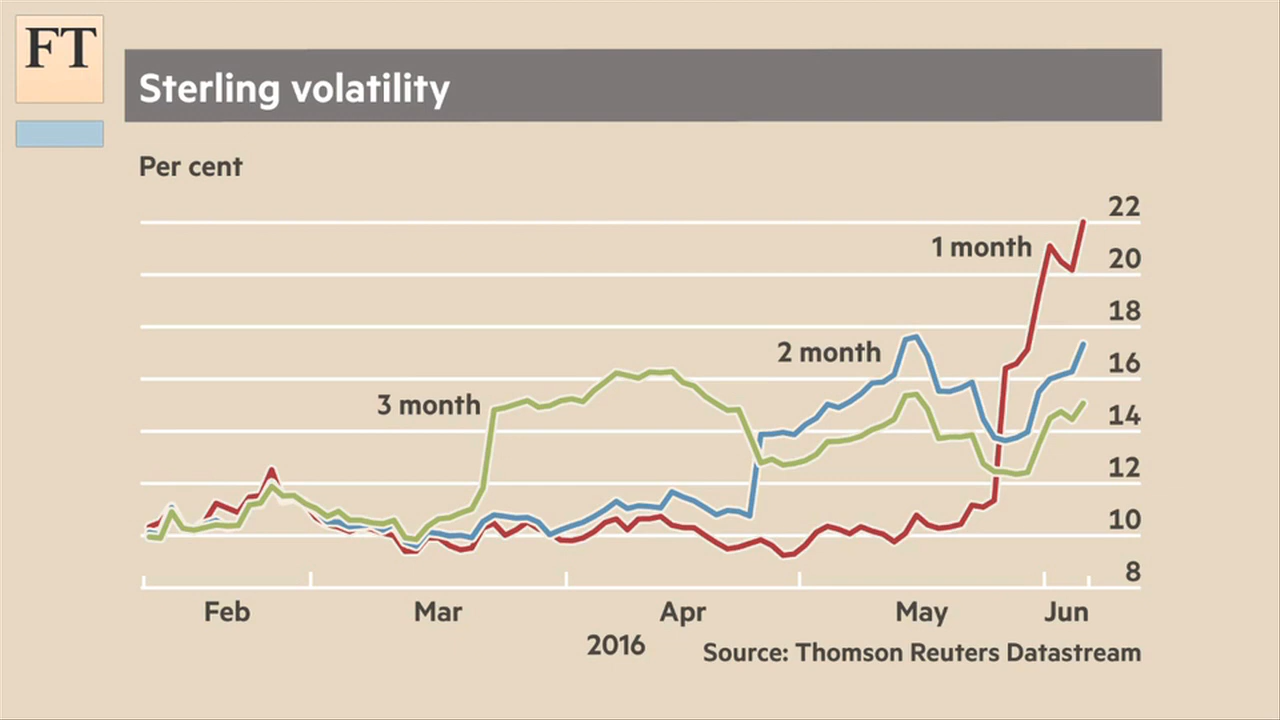 FT
Sterling volatility
Per cent
22
1 month
20
18
2 month
16
3 month
14
12
10
8
Feb Mar Apr May Jun
2016
Source: Thomson Reuters Datastream